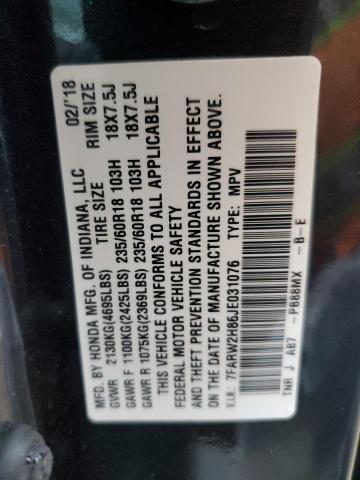 MFD. BY HONDA MFG. OF INDIANA, LLC 02/'18
TIRE SIZE RIM SIZE
GVWR 2130KG(4695LBS)
GAWR F 1100KG(2425LBS) 235/60R18 103H 18X7.5J
GAWR R 1075KG(2369LBS) 235/60R18 103H 18X7.5J
THIS VEHICLE CONFORMS TO ALL APPLICABLE
FEDERAL MOTOR VEHICLE SAFETY
AND THEFT PREVENTION STANDARDS IN EFFECT
ON THE DATE OF MANUFACTURE SHOWN ABOVE.
V.I.N.: 7FARW2H86JE031076 TYPE: MPV
TNR J AB7 -PB88MX -B-E